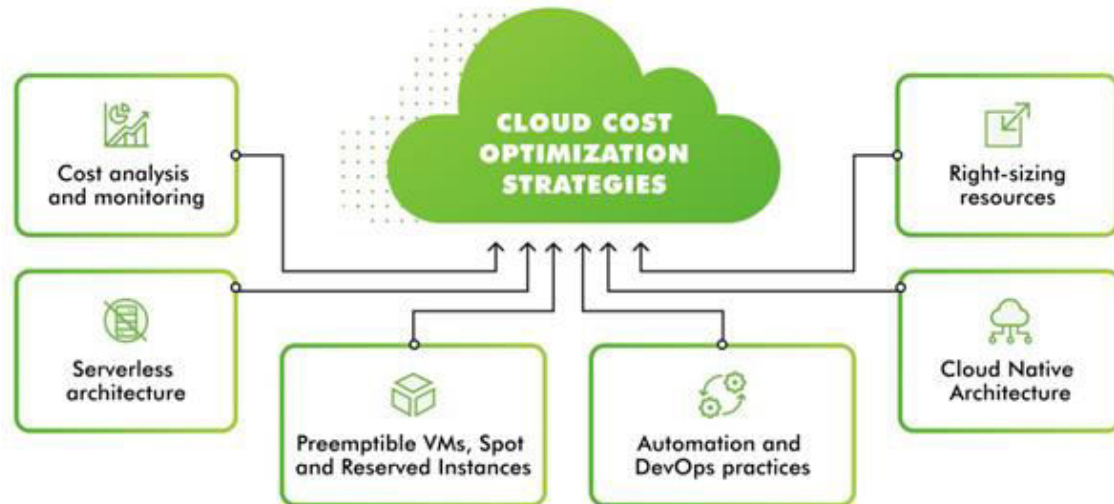 CLOUD COST
OPTIMIZATION
STRATEGIES
Cost analysis
and monitoring
Right-sizing
resources
Serverless
architecture
Cloud Native
Architecture
Preemptible VMs, Spot
and Reserved Instances
Automation and
DevOps practices